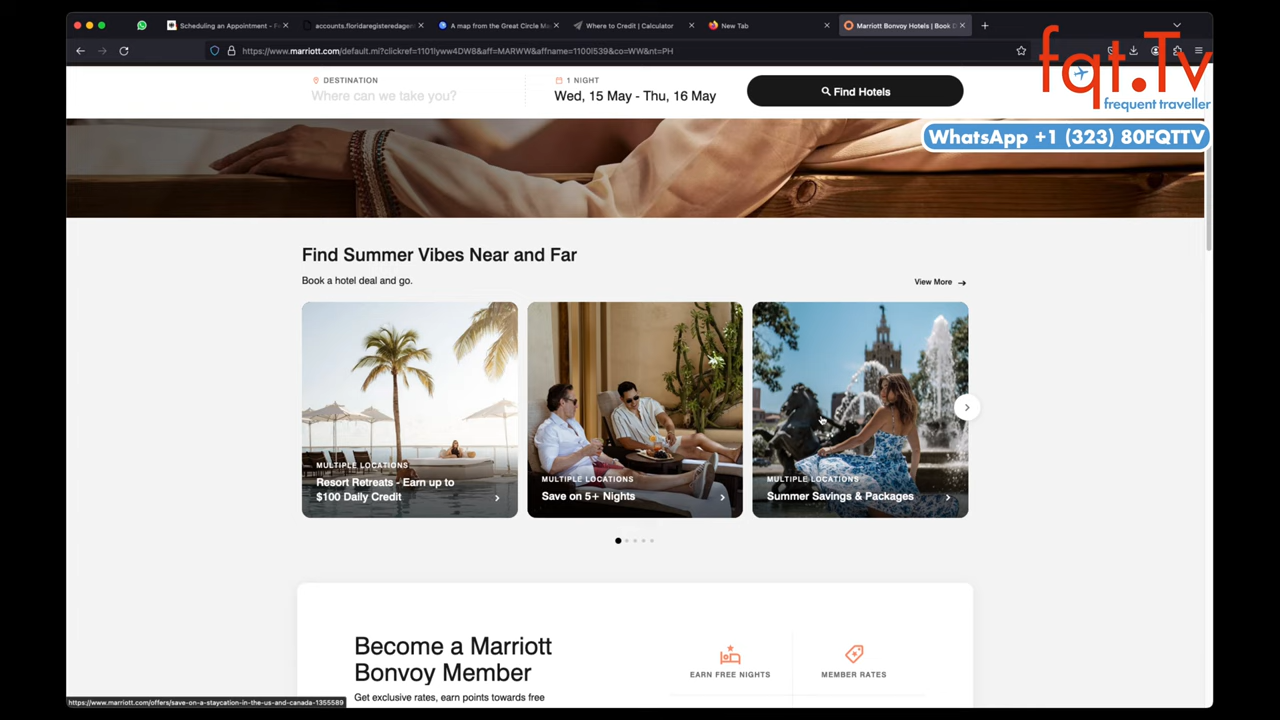 Scheduling an Appointment - F
accounts.floridaregisteredage
A map from the Great Circle Ma
Where to Credit | Calculator
New Tab
Marriott Bonvoy Hotels | Book D
https://www.marriott.com/default.mi?clickref=1101lyww4DW8&aff=MARWW&affname=1100l539&co=WW&nt=PH
fqt.Tv
frequent traveller
WhatsApp +1 (323) 80FQTTV
DESTINATION
Where can we take you?
1 NIGHT
Wed, 15 May - Thu, 16 May
Find Hotels
Find Summer Vibes Near and Far
Book a hotel deal and go.
View More
MULTIPLE LOCATIONS
Resort Retreats - Earn up to
$100 Daily Credit
MULTIPLE LOCATIONS
Save on 5+ Nights
MULTIPLE LOCATIONS
Summer Savings & Packages
Become a Marriott
Bonvoy Member
Get exclusive rates, earn points towards free
EARN FREE NIGHTS
MEMBER RATES
https://www.marriott.com/offers/save-on-a-staycation-in-the-us-and-canada-1355589